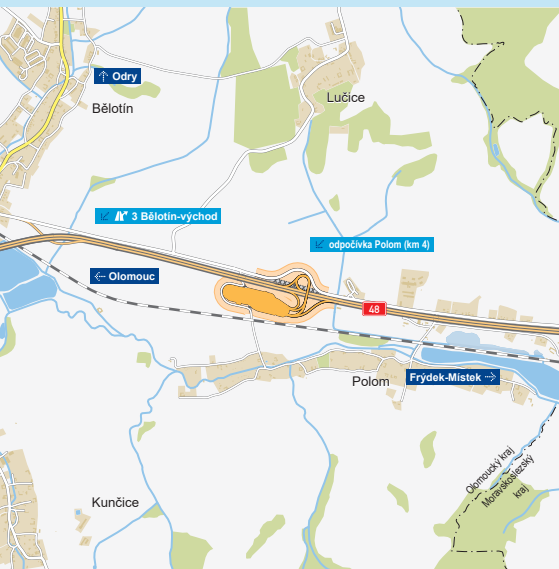 Odry
Lučice
Bělotín
3 Bělotín-východ
odpočívka Polom (km 4)
Olomouc
48
Polom
Frýdek-Místek
Olomoucký kraj
Moravskoslezský
kraj
Kunčice